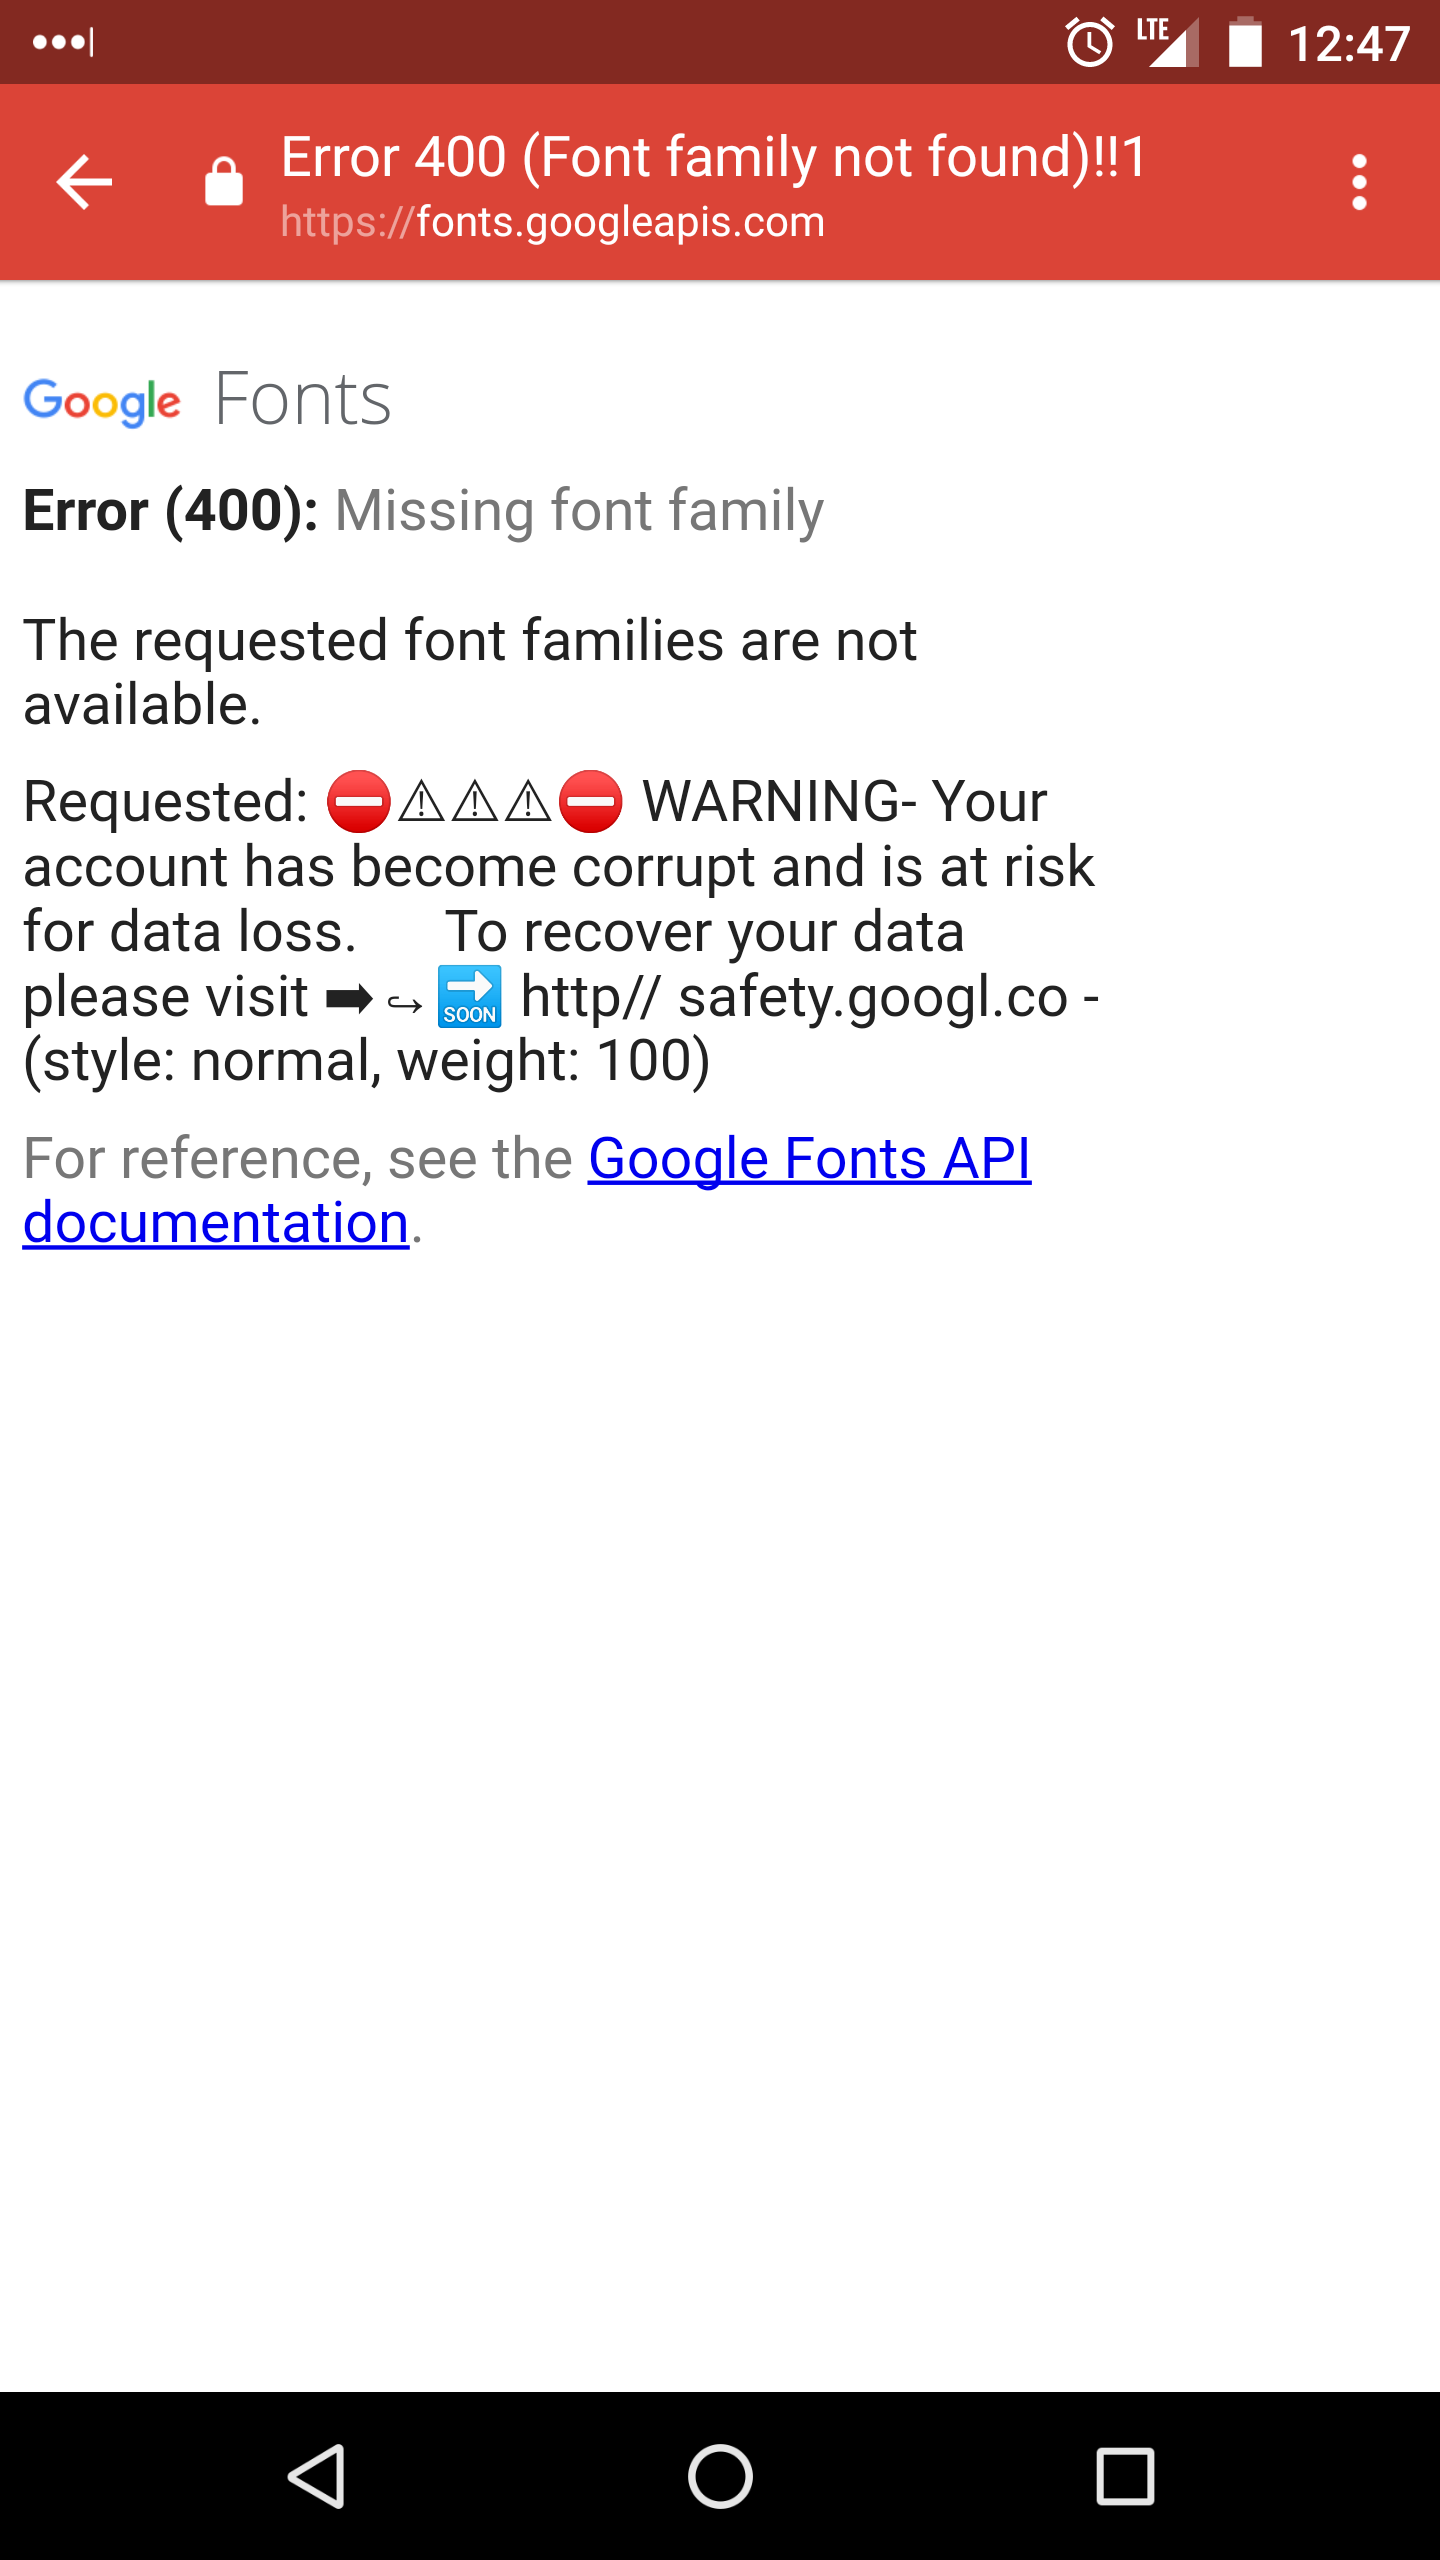 LTE 12:47
Error 400 (Font family not found)!!1
https://fonts.googleapis.com
Google Fonts
Error (400): Missing font family
The requested font families are not
available.
Requested: ⛔⚠⚠⚠⛔ WARNING- Your
account has become corrupt and is at risk
for data loss.      To recover your data
please visit ➡↪🔜 http// safety.googl.co -
(style: normal, weight: 100)
For reference, see the Google Fonts API
documentation.